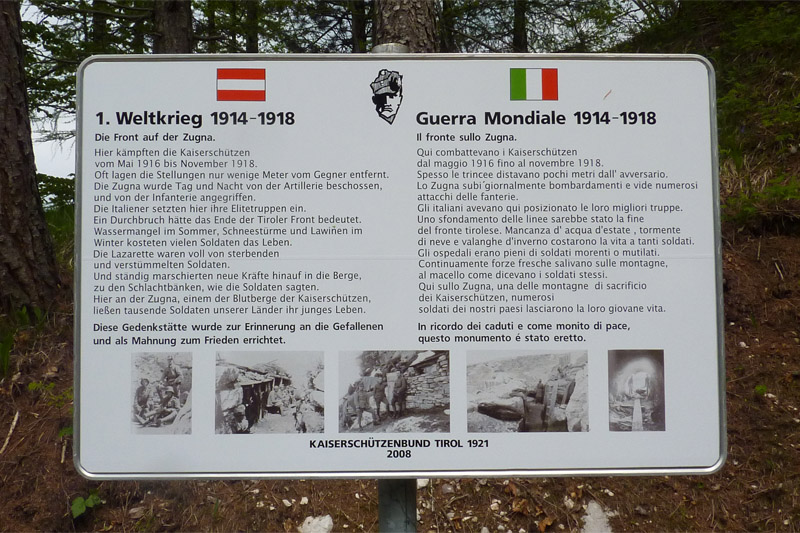 1. Weltkrieg 1914-1918
Die Front auf der Zugna.
Hier kämpften die Kaiserschützen
vom Mai 1916 bis November 1918.
Oft lagen die Stellungen nur wenige Meter vom Gegner entfernt.
Die Zugna wurde Tag und Nacht von der Artillerie beschossen,
und von der Infanterie angegriffen.
Die Italiener setzten hier ihre Elitetruppen ein.
Ein Durchbruch hätte das Ende der Tiroler Front bedeutet.
Wassermangel im Sommer, Schneestürme und Lawiñen im
Winter kosteten vielen Soldaten das Leben.
Die Lazarette waren voll von sterbenden
und verstümmelten Soldaten.
Und ständig marschierten neue Kräfte hinauf in die Berge,
zu den Schlachtbänken, wie die Soldaten sagten.
Hier an der Zugna, einem der Blutberge der Kaiserschützen,
ließen tausende Soldaten unserer Länder ihr junges Leben.
Diese Gedenkstätte wurde zur Erinnerung an die Gefallenen
und als Mahnung zum Frieden errichtet.
Guerra Mondiale 1914-1918
Il fronte sullo Zugna.
Qui combattevano i Kaiserschützen
dal maggio 1916 fino al novembre 1918.
Spesso le trincee distavano pochi metri dall' avversario.
Lo Zugna subi´giornalmente bombardamenti e vide numerosi
attacchi delle fanterie.
Gli italiani avevano qui posizionato le loro migliori truppe.
Uno sfondamento delle linee sarebbe stato la fine
del fronte tirolese. Mancanza d' acqua d'estate , tormente
di neve e valanghe d'inverno costarono la vita a tanti soldati.
Gli ospedali erano pieni di soldati morenti o mutilati.
Continuamente forze fresche salivano sulle montagne,
al macello come dicevano i soldati stessi.
Qui sullo Zugna, una delle montagne di sacrificio
dei Kaiserschützen, numerosi
soldati dei nostri paesi lasciarono la loro giovane vita.
In ricordo dei caduti e come monito di pace,
questo monumento é stato eretto.
KAISERSCHÜTZENBUND TIROL 1921
2008